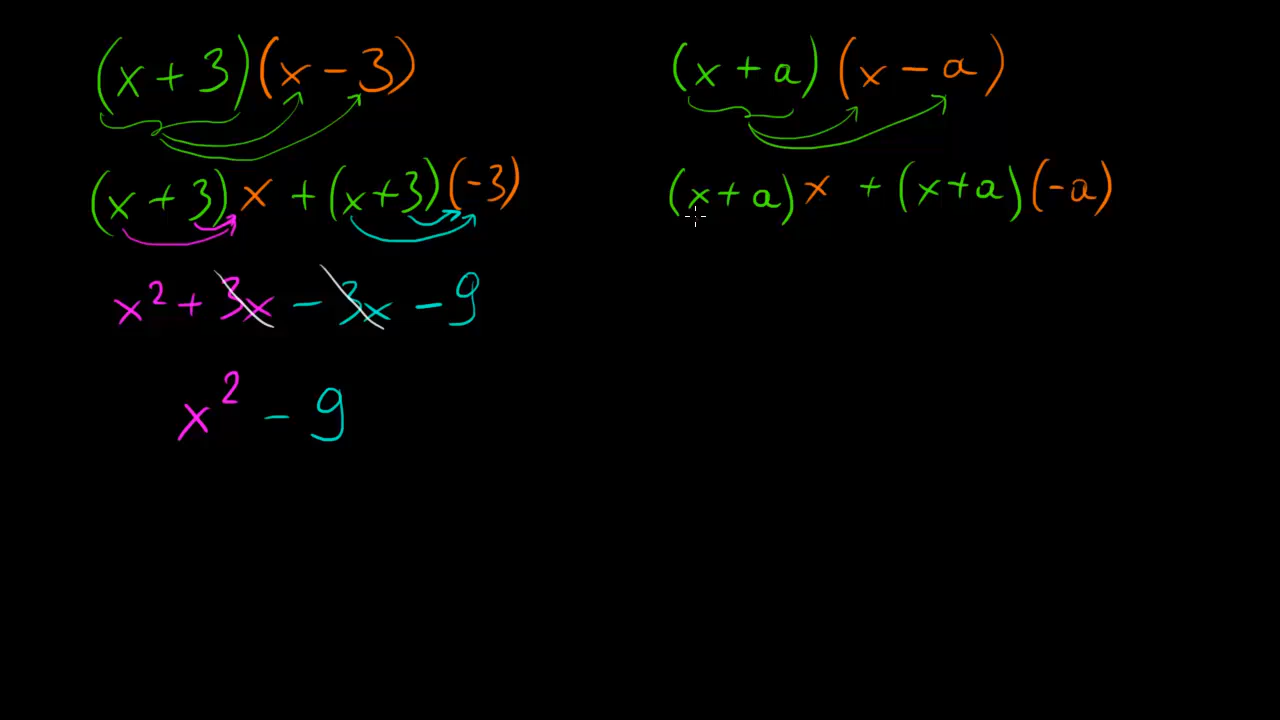 (x + 3)(x - 3)
(x + 3)x + (x+3)(-3)
x² + 3x - 3x - 9
x² - 9
(x + a)(x - a)
(x + a)x + (x+a)(-a)